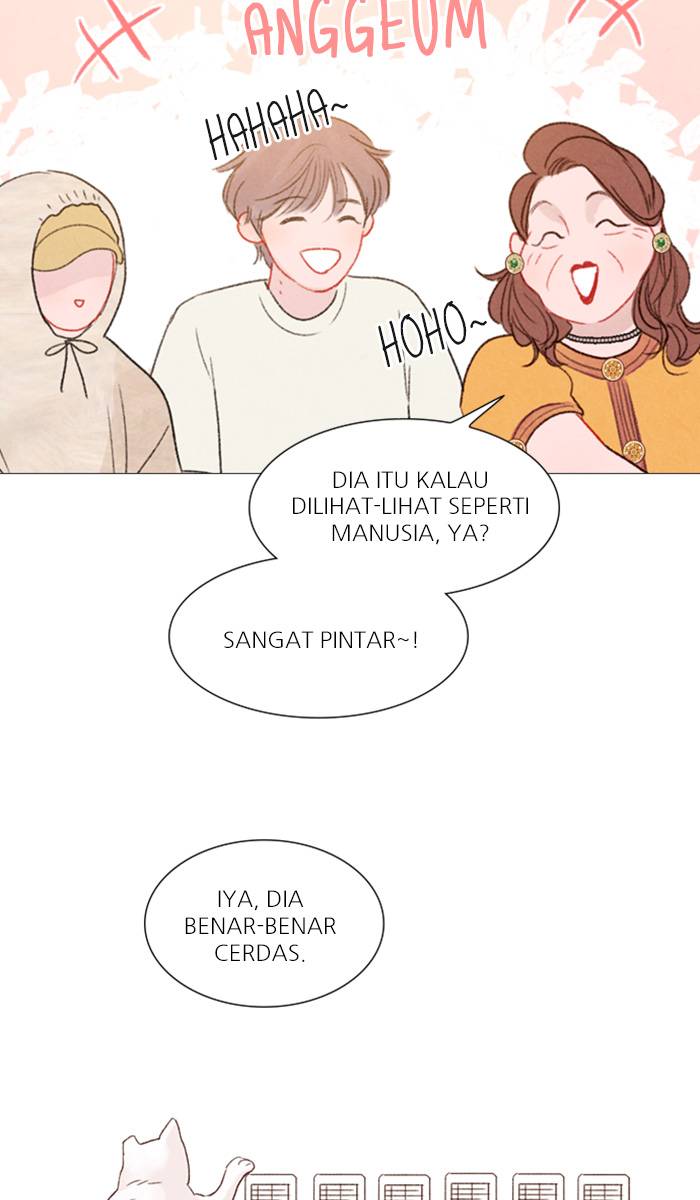 ANGGEUM
HAHAHA~
HOHO~
DIA ITU KALAU
DILIHAT-LIHAT SEPERTI
MANUSIA, YA?
SANGAT PINTAR~!
IYA, DIA
BENAR-BENAR
CERDAS.